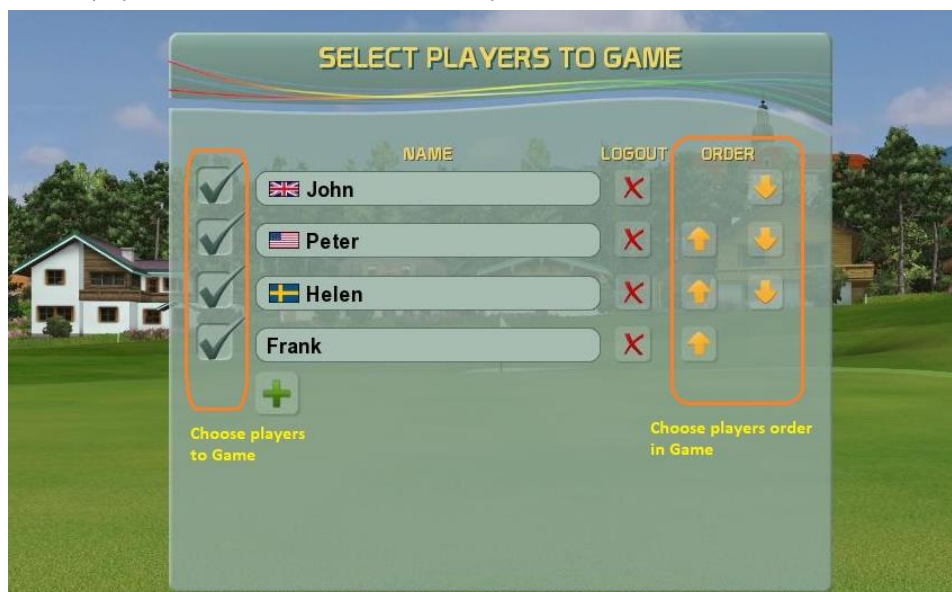 SELECT PLAYERS TO GAME
NAME LOGOUT ORDER
John
Peter
Helen
Frank
Choose players
to Game
Choose players order
in Game